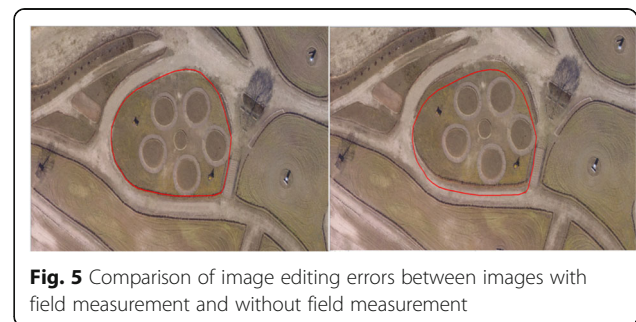 Fig. 5 Comparison of image editing errors between images with
field measurement and without field measurement